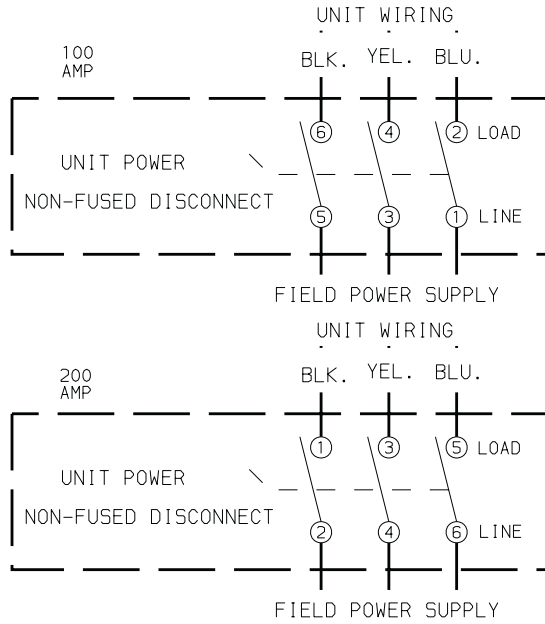 UNIT WIRING
100
AMP
BLK. YEL. BLU.
6 4 2 LOAD
UNIT POWER
NON-FUSED DISCONNECT
5 3 1 LINE
FIELD POWER SUPPLY
UNIT WIRING
200
AMP
BLK. YEL. BLU.
1 3 5 LOAD
UNIT POWER
NON-FUSED DISCONNECT
2 4 6 LINE
FIELD POWER SUPPLY